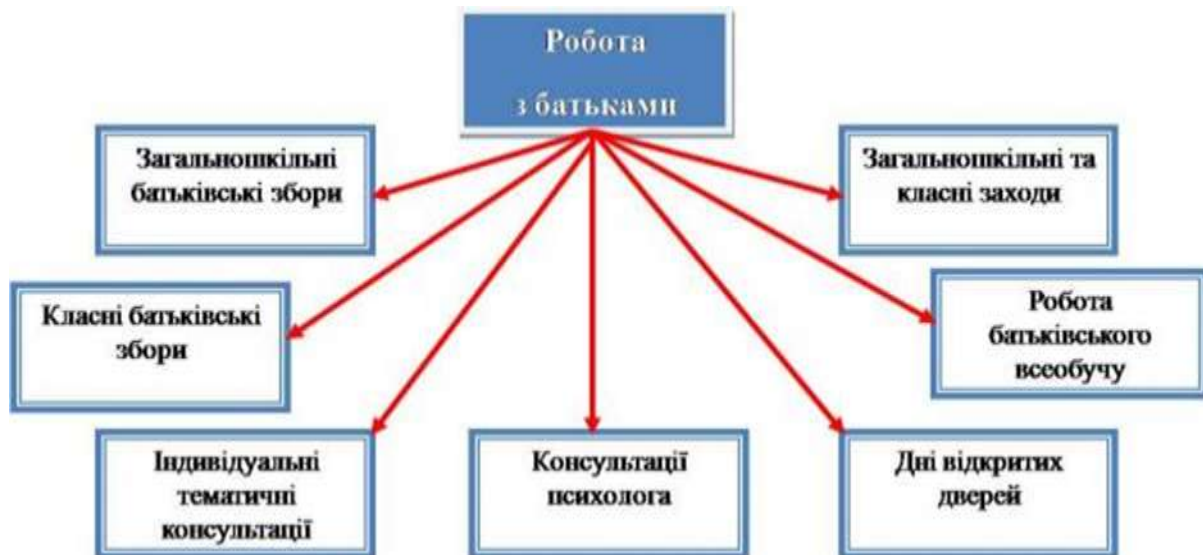 Робота
з батьками
Загальношкільні
батьківські збори
Загальношкільні та
класні заходи
Класні батьківські
збори
Робота
батьківського
всеобучу
Індивідуальні
тематичні
консультації
Консультації
психолога
Дні відкритих
дверей